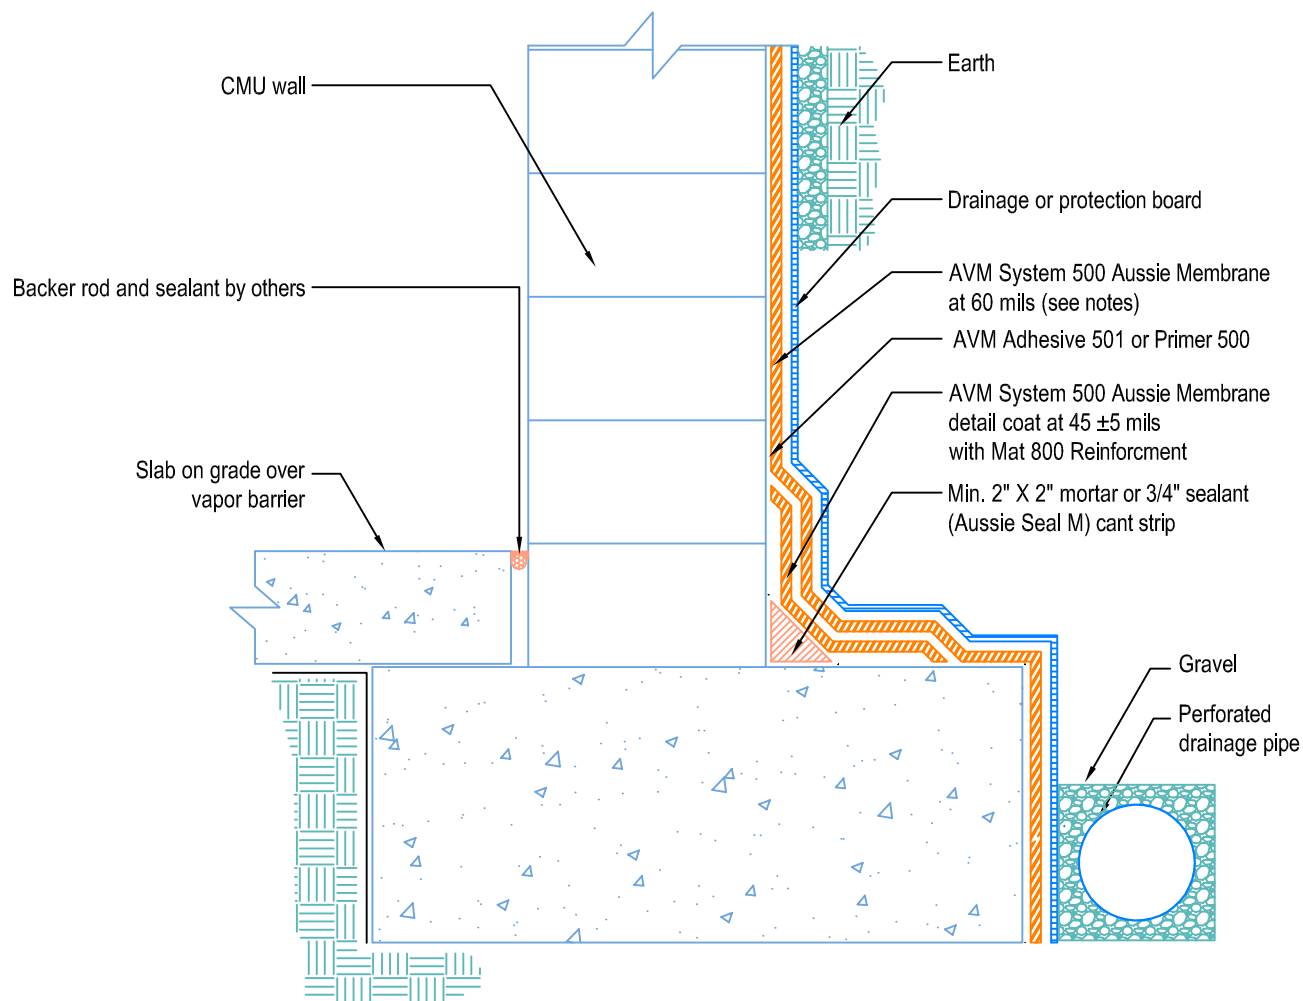 CMU wall
Backer rod and sealant by others
Slab on grade over
vapor barrier
Earth
Drainage or protection board
AVM System 500 Aussie Membrane
at 60 mils (see notes)
AVM Adhesive 501 or Primer 500
AVM System 500 Aussie Membrane
detail coat at 45 ±5 mils
with Mat 800 Reinforcment
Min. 2" X 2" mortar or 3/4" sealant
(Aussie Seal M) cant strip
Gravel
Perforated
drainage pipe